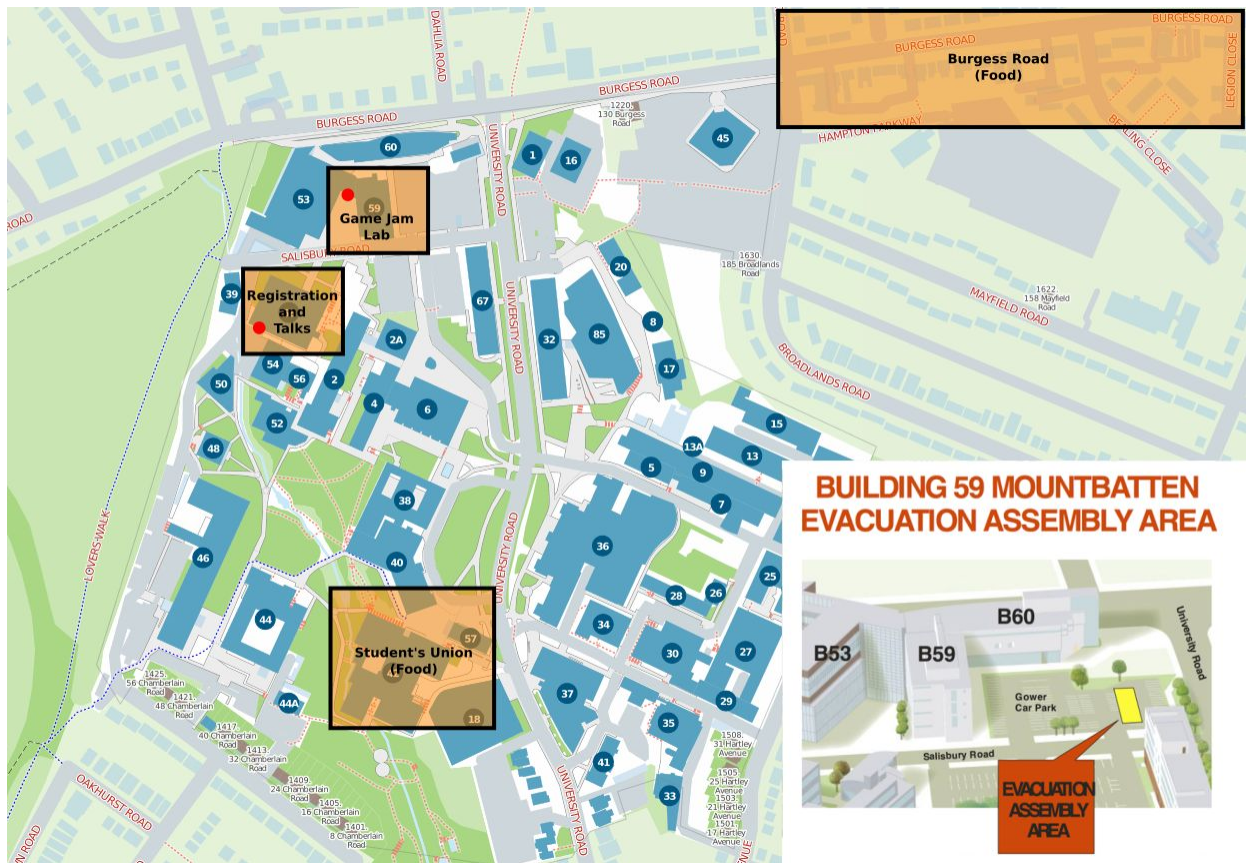 DAHLIA ROAD
BURGESS ROAD
BURGESS ROAD
BURGESS ROAD
BURGESS ROAD
Burgess Road
(Food)
LEGION CLOSE
HAMPTON PARKWAY
BEALING CLOSE
1220.
130 Burgess
Road
60
1
16
45
UNIVERSITY ROAD
53
59
Game Jam
Lab
ROAD
SALISBURY ROAD
20
1630.
185 Broadlands
Road
39
Registration
and
Talks
67
UNIVERSITY ROAD
32
85
8
1622.
158 Mayfield
Road
MAYFIELD ROAD
2A
54
56
2
50
4
6
17
BROADLANDS ROAD
52
48
15
13A
13
5
9
7
38
46
LOVERS WALK
40
36
UNIVERSITY ROAD
25
28
26
44
34
57
Student's Union
(Food)
42
30
27
18
37
29
35
44A
41
33
1425.
56 Chamberlain
Road
1421.
48 Chamberlain
Road
1417.
40 Chamberlain
Road
1413.
32 Chamberlain
Road
1409.
24 Chamberlain
Road
1405.
16 Chamberlain
Road
1401.
8 Chamberlain
Road
OAKHURST ROAD
N ROAD
UNIVERSITY ROAD
1508.
31 Hartley
Avenue
1505.
25 Hartley
Avenue
1503.
21 Hartley
Avenue
1501.
17 Hartley
Avenue
BUILDING 59 MOUNTBATTEN
EVACUATION ASSEMBLY AREA
B53
B59
B60
University Road
Gower
Car Park
Salisbury Road
EVACUATION
ASSEMBLY
AREA